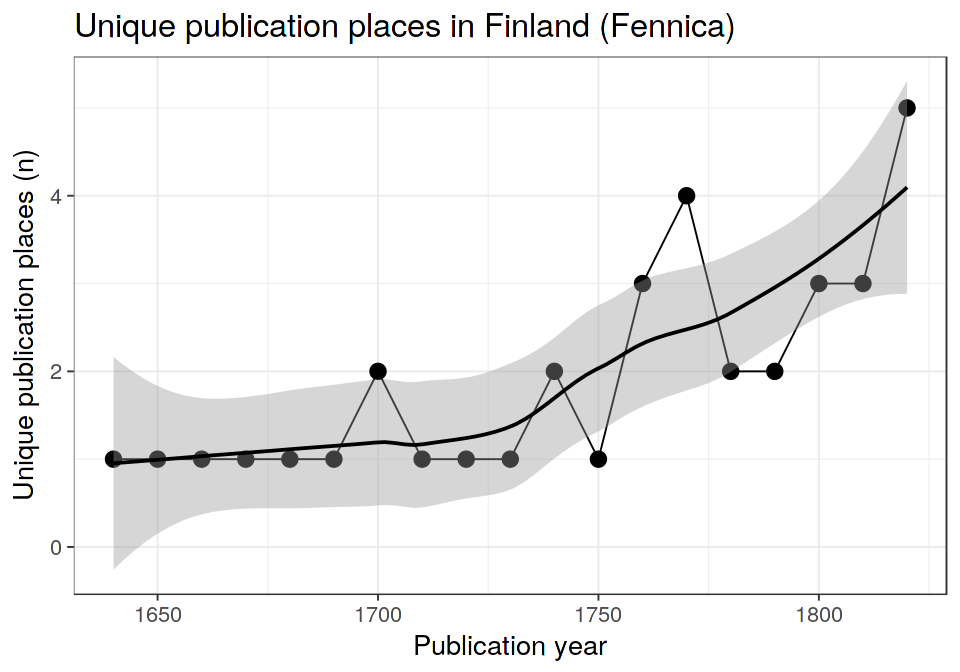 Unique publication places in Finland (Fennica)
Unique publication places (n)
4
2
0
1650 1700 1750 1800
Publication year